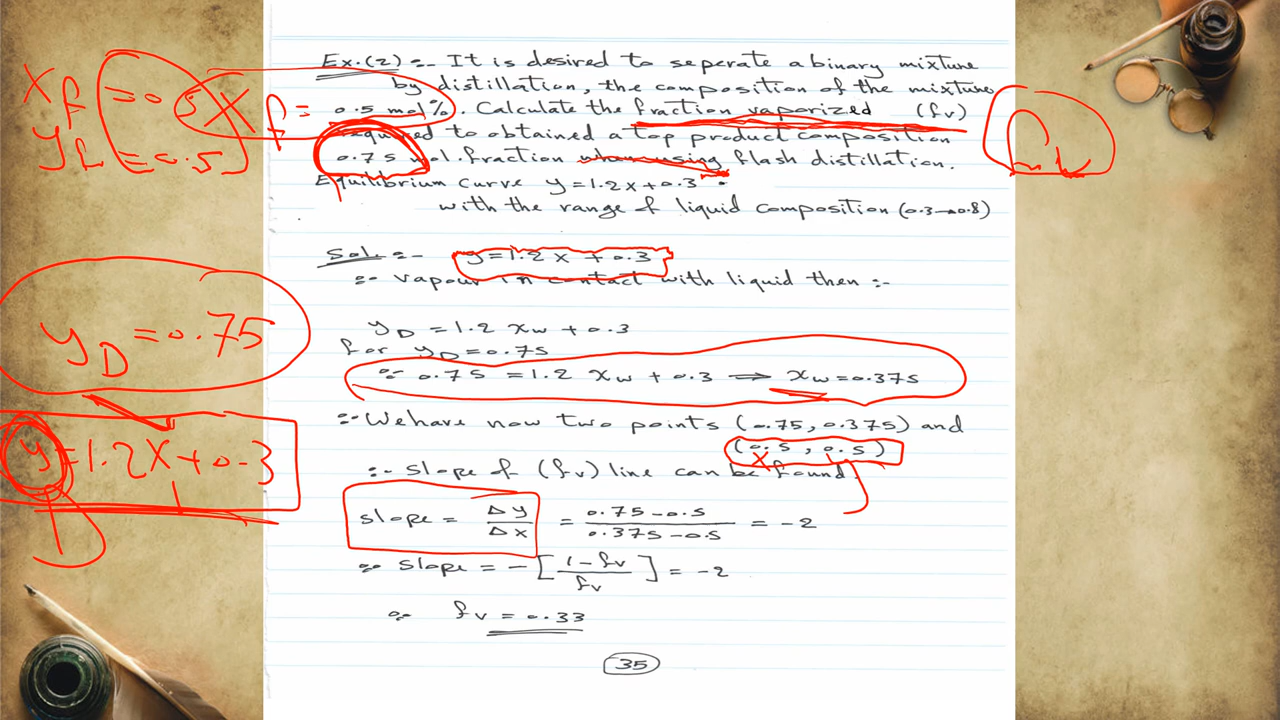 Ex.(2) :- It is desired to seperate a binary mixture
by distillation, the composition of the mixture
0.5 mol%. Calculate the fraction vaporized (fv)
required to obtained a top product composition
0.75 mol.fraction when using flash distillation.
Equilibrium curve y=1.2x+0.3
with the range of liquid composition (0.3→0.8)
Sol. :- y=1.2x+0.3
∵ vapour in contact with liquid then :-
yD = 1.2 xw + 0.3
for yD = 0.75
∴ 0.75 = 1.2 xw + 0.3 ⟹ xw = 0.375
∴ We have now two points (0.75, 0.375) and
(0.5, 0.5)
∴ slope of (fv) line can be found.
slope = Δy/Δx = 0.75-0.5/0.375-0.5 = -2
∵ slope = -[1-fv/fv] = -2
∴ fv = 0.33
35
xf = 0.5
xf =
yf = 0.5
yD = 0.75
y=1.2x+0.3
D
x